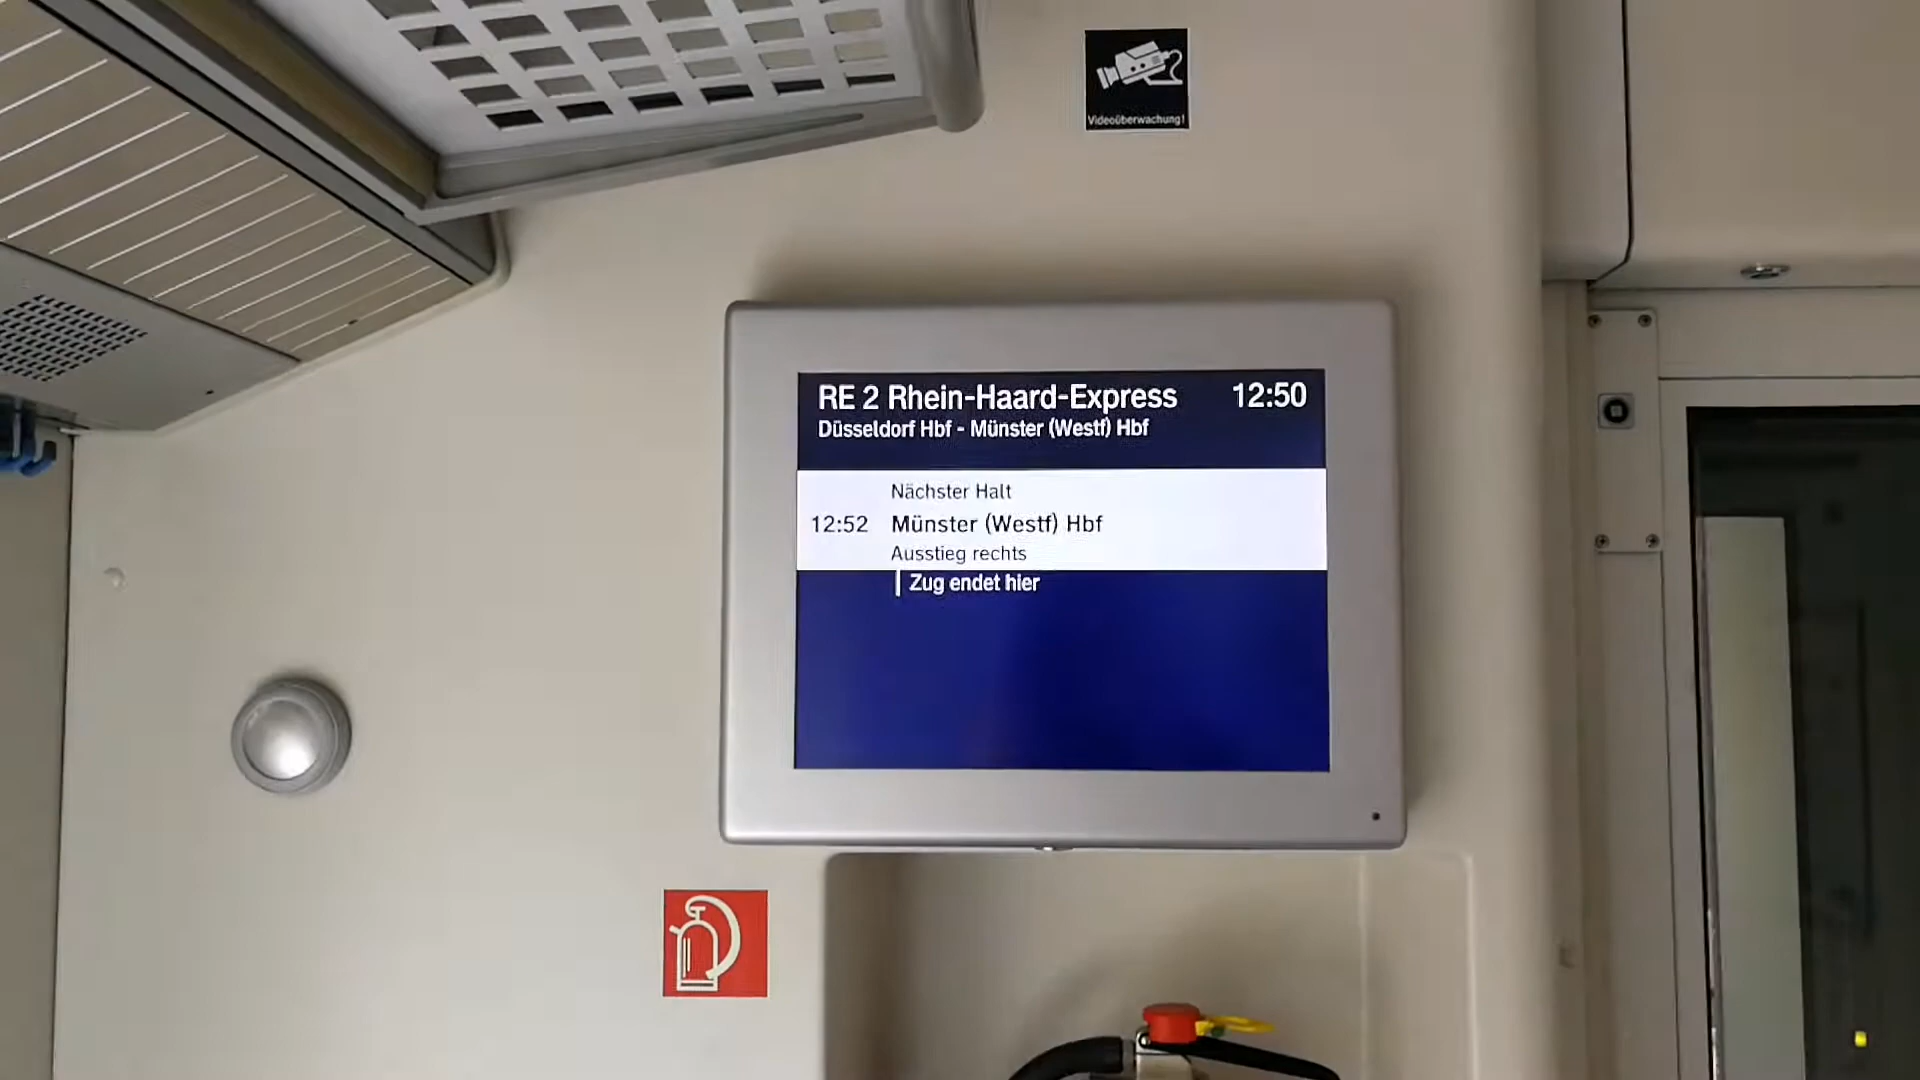 Videoüberwachung!
RE 2 Rhein-Haard-Express 12:50
Düsseldorf Hbf - Münster (Westf) Hbf
Nächster Halt
12:52 Münster (Westf) Hbf
Ausstieg rechts
Zug endet hier